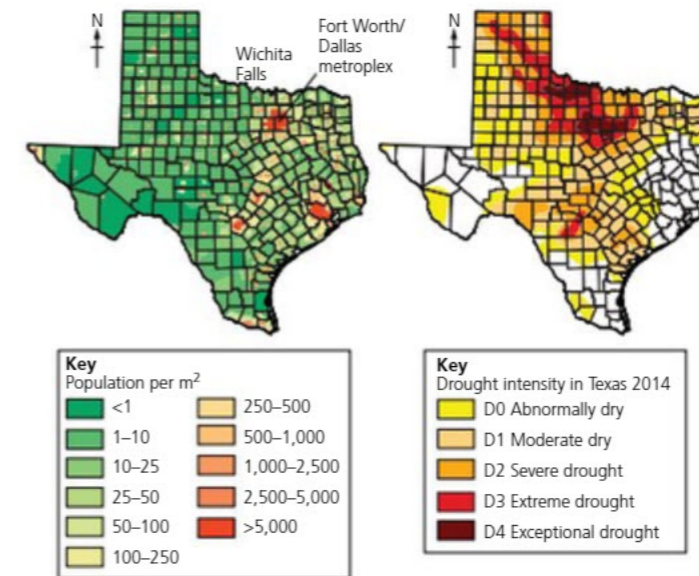 N
Wichita
Falls
Fort Worth/
Dallas
metroplex
N
Key
Population per m²
<1
1–10
10–25
25–50
50–100
100–250
250–500
500–1,000
1,000–2,500
2,500–5,000
>5,000
Key
Drought intensity in Texas 2014
D0 Abnormally dry
D1 Moderate dry
D2 Severe drought
D3 Extreme drought
D4 Exceptional drought